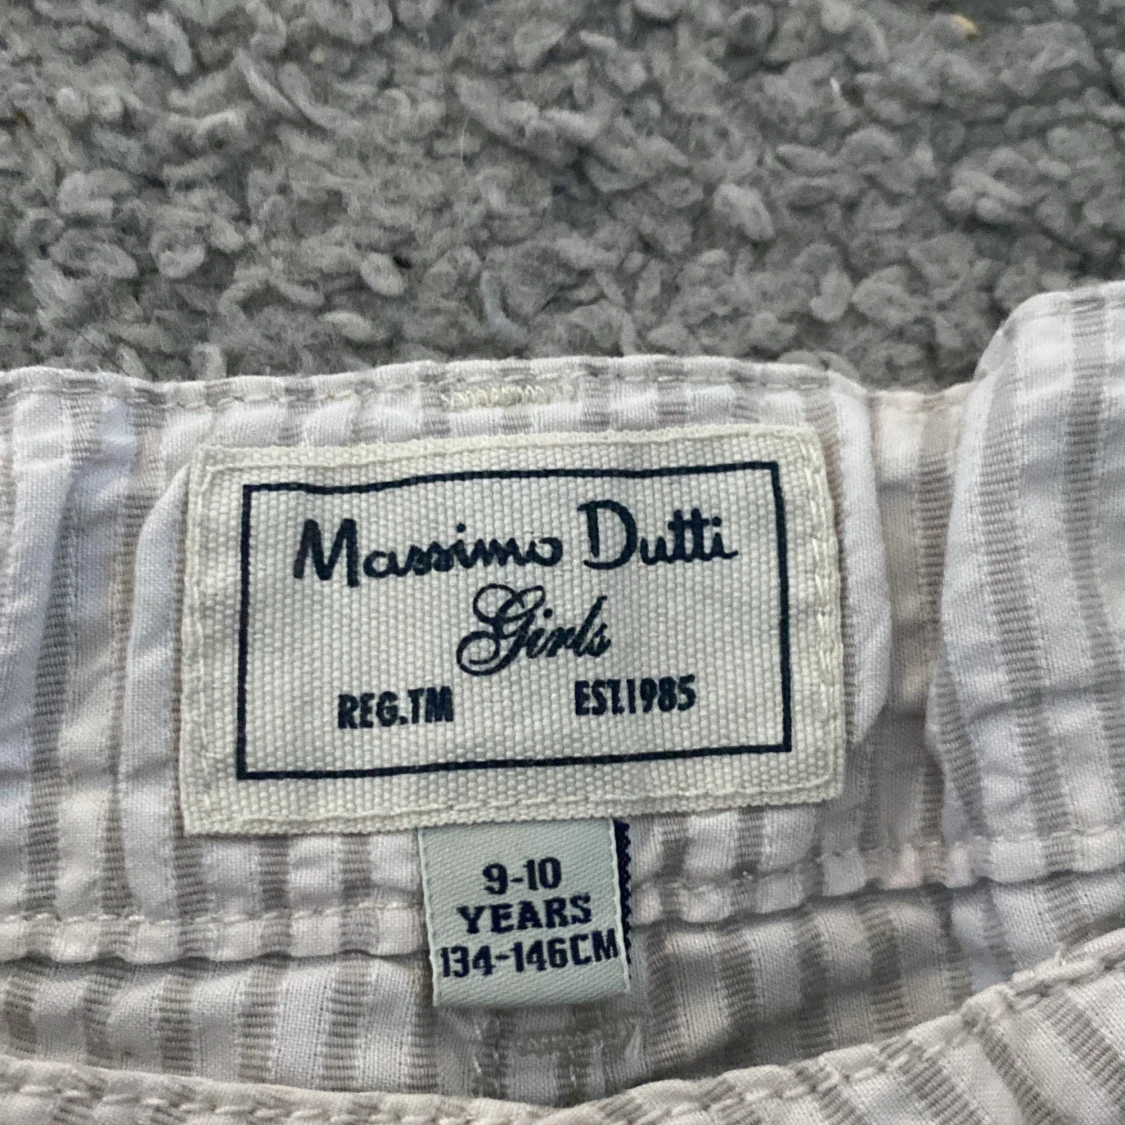 Massimo Dutti
Girls
REG.TM EST.1985
9-10
YEARS
134-146CM